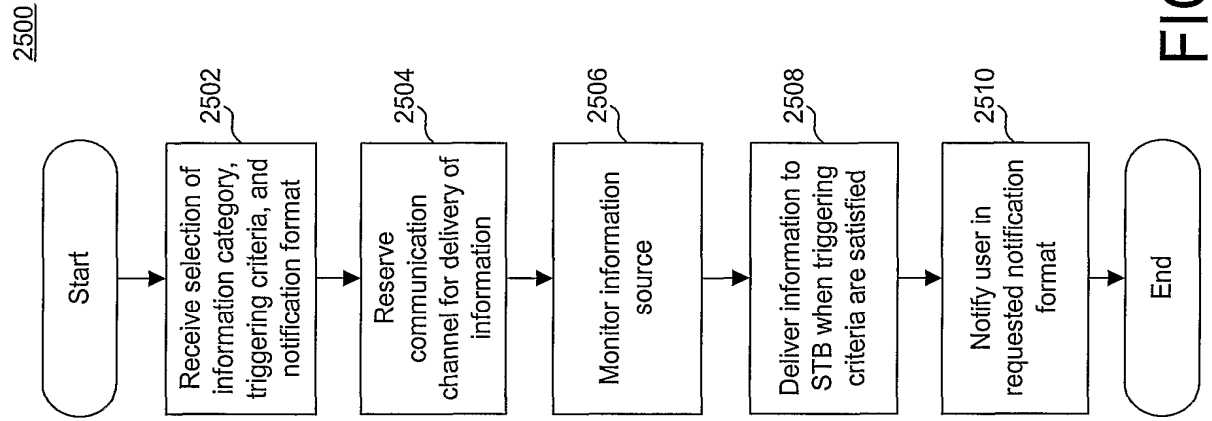 2500
Start
2502
Receive selection of
information category,
triggering criteria, and
notification format
2504
Reserve
communication
channel for delivery of
information
2506
Monitor information
source
2508
Deliver information to
STB when triggering
criteria are satisfied
2510
Notify user in
requested notification
format
End